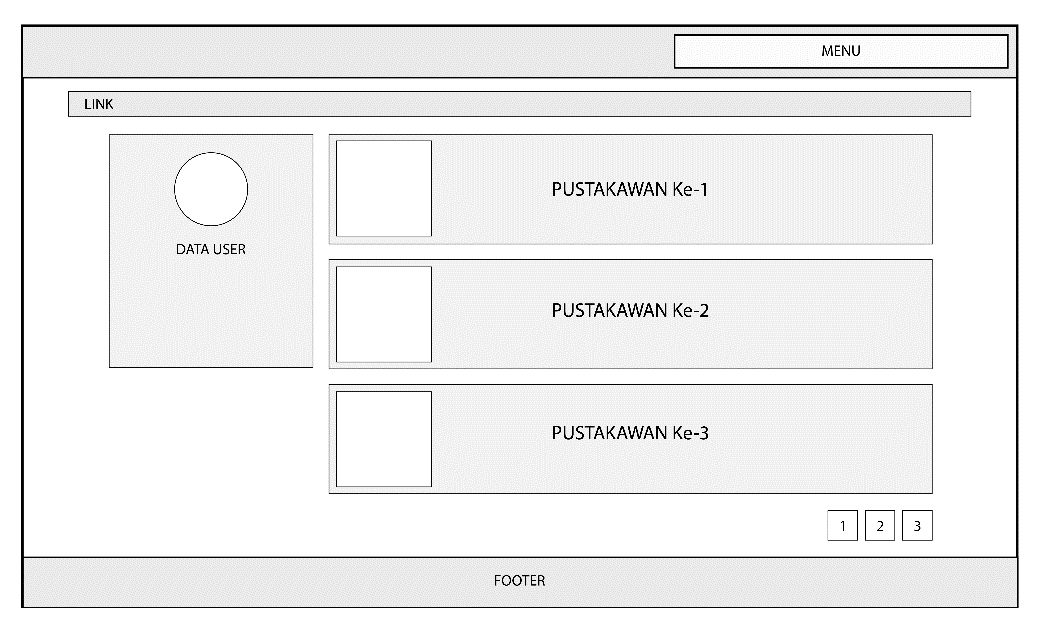 MENU
LINK
DATA USER
PUSTAKAWAN Ke-1
PUSTAKAWAN Ke-2
PUSTAKAWAN Ke-3
1 2 3
FOOTER